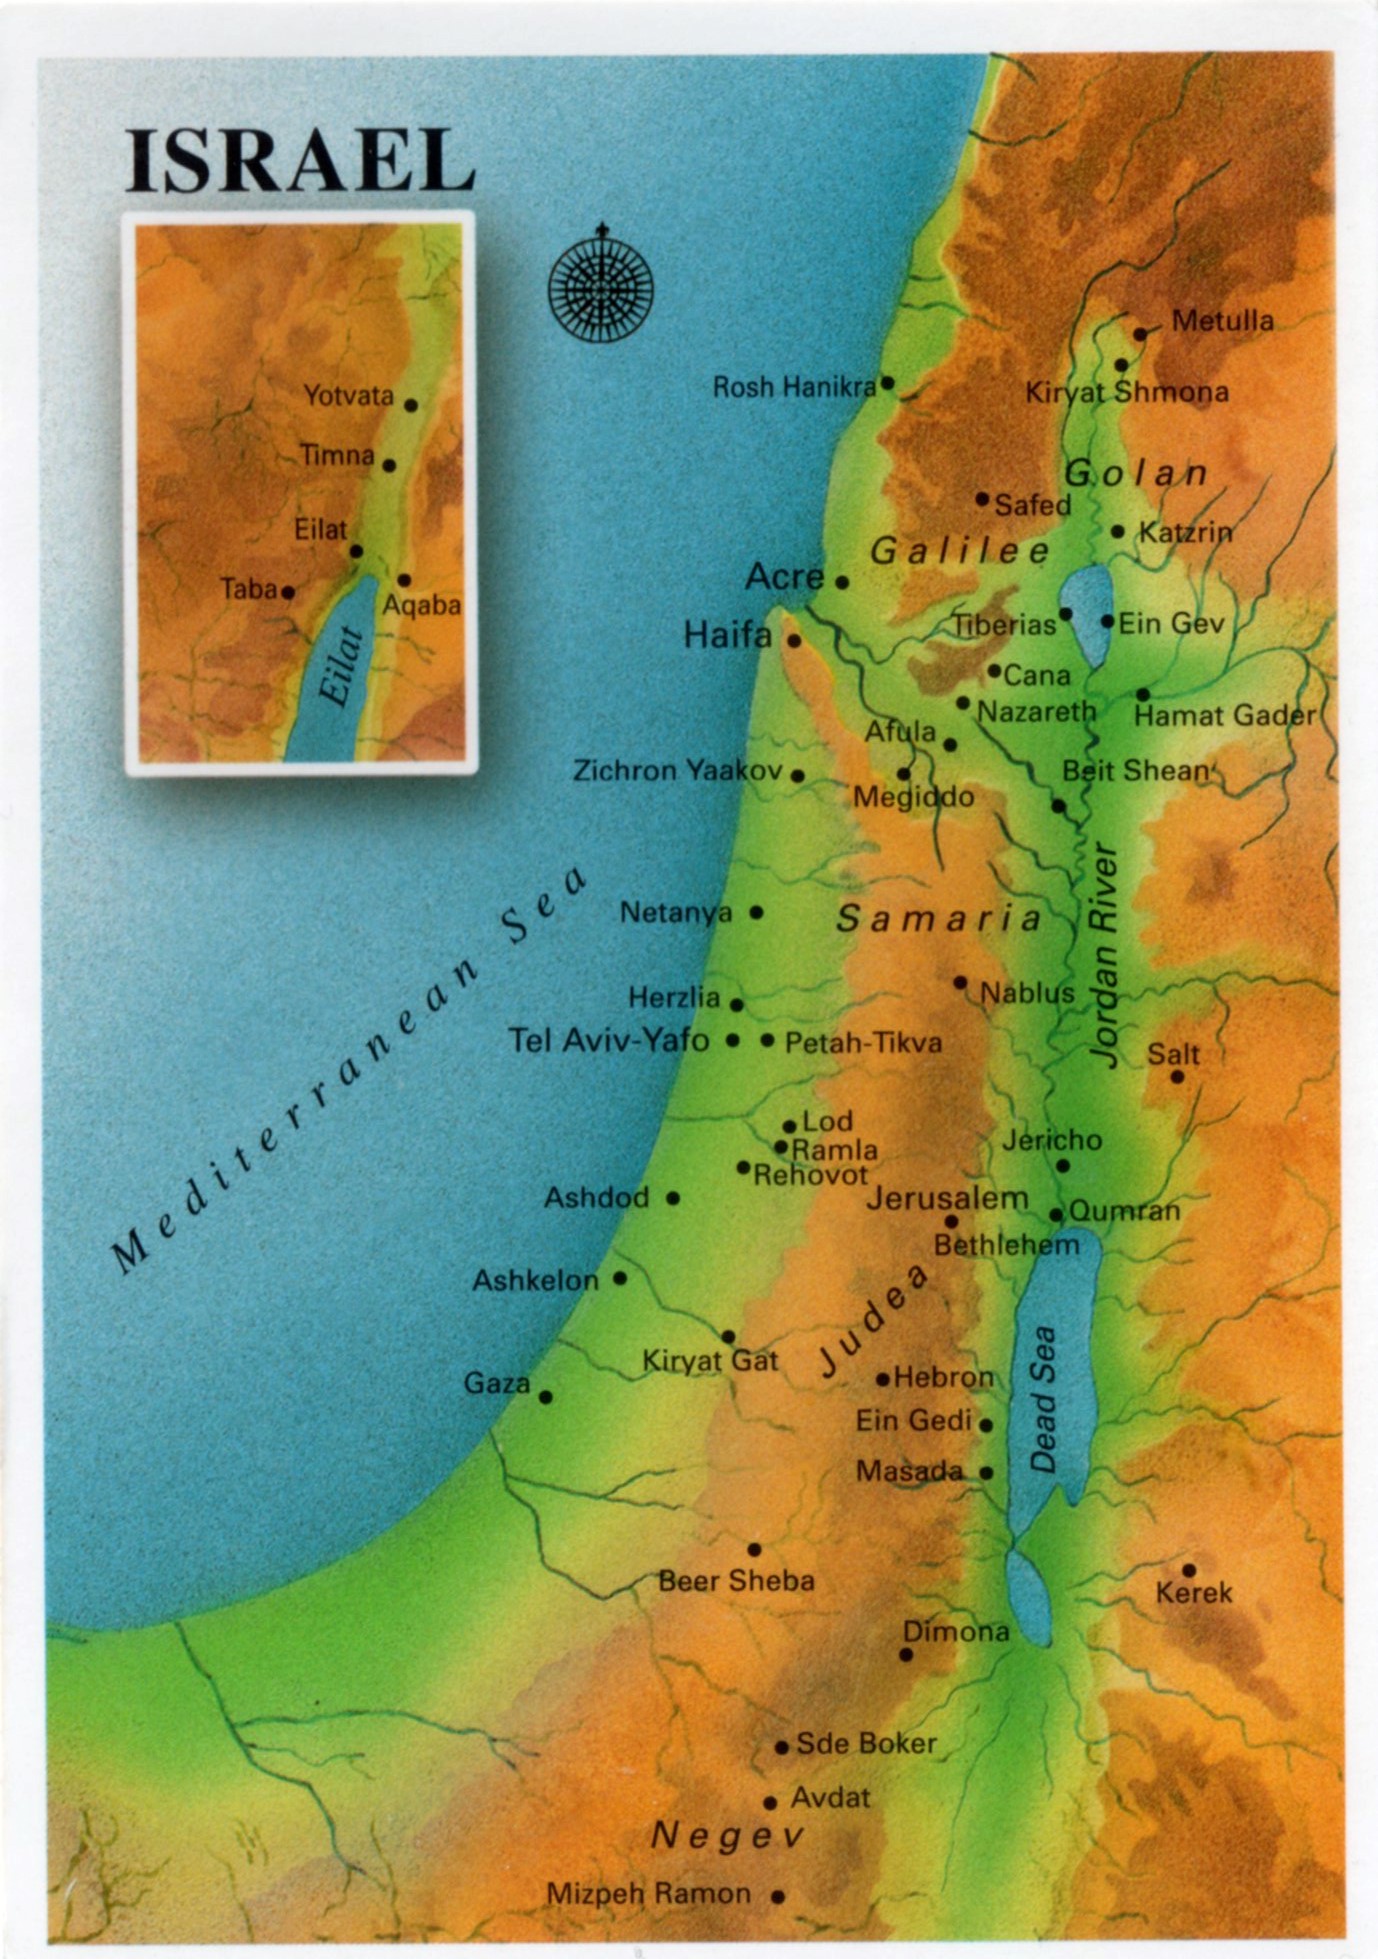 ISRAEL
Yotvata
Timna
Eilat
Taba
Aqaba
Eilat
Metulla
Rosh Hanikra
Kiryat Shmona
Golan
Safed
Katzrin
Galilee
Acre
Tiberias
Ein Gev
Haifa
Cana
Nazareth
Hamat Gader
Afula
Zichron Yaakov
Beit Shean
Megiddo
Mediterranean Sea
Netanya
Samaria
Jordan River
Nablus
Herzlia
Tel Aviv-Yafo
Petah-Tikva
Salt
Lod
Ramla
Jericho
Rehovot
Ashdod
Jerusalem
Qumran
Bethlehem
Ashkelon
Judea
Kiryat Gat
Dead Sea
Gaza
Hebron
Ein Gedi
Masada
Beer Sheba
Kerek
Dimona
Sde Boker
Avdat
Negev
Mizpeh Ramon